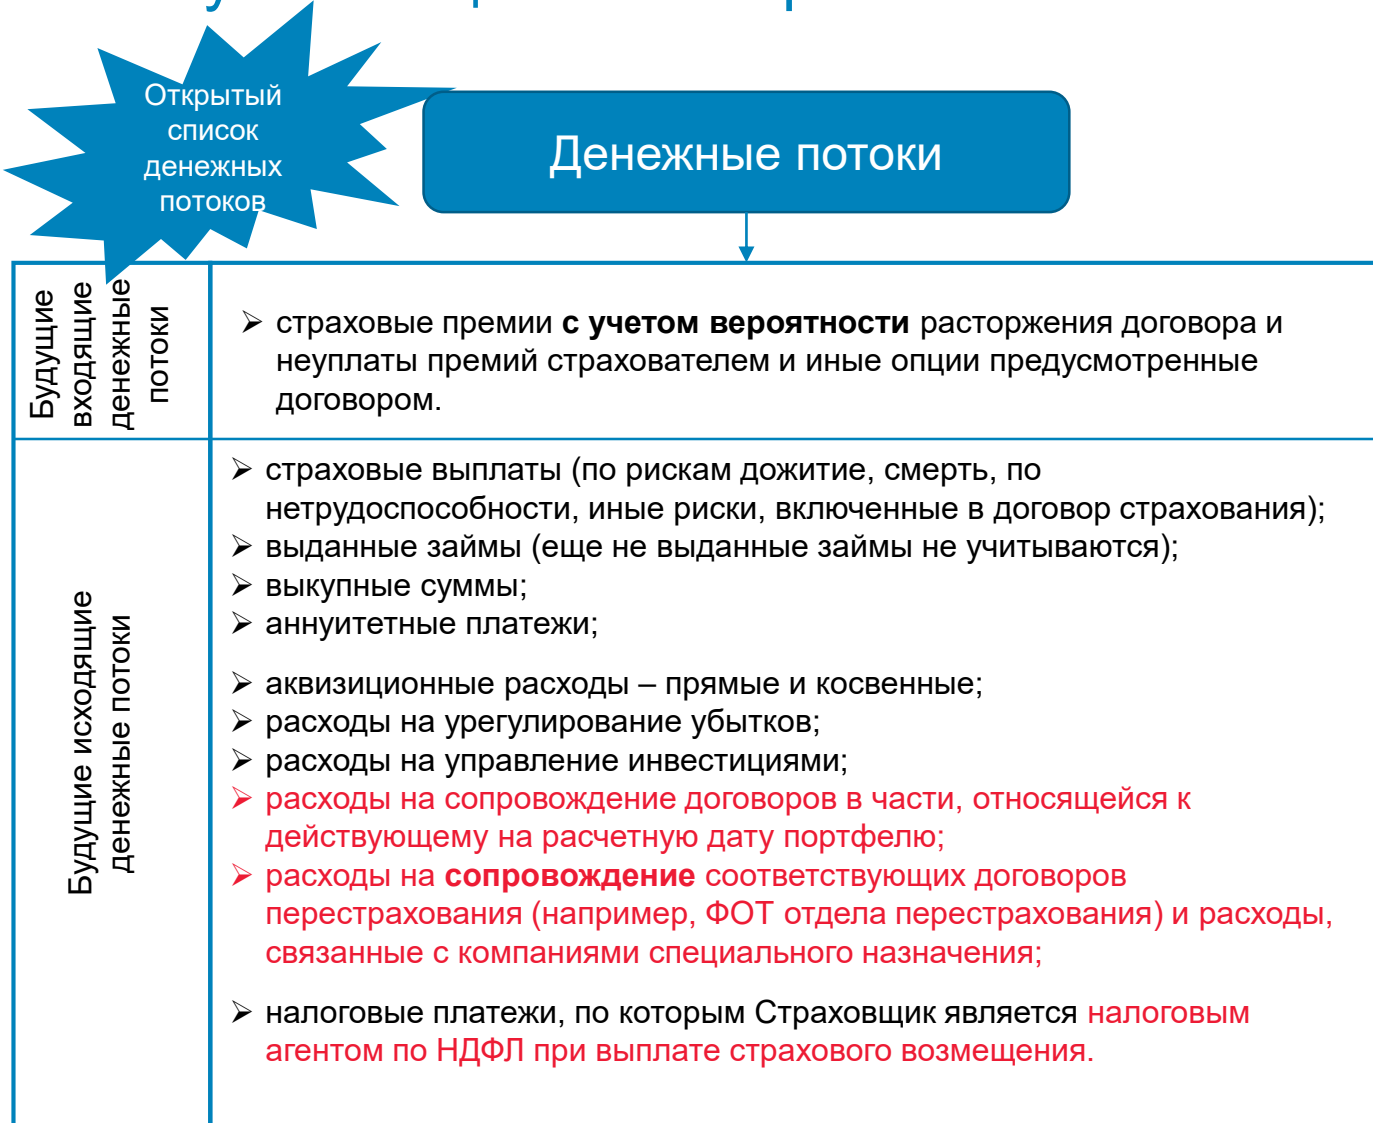 Открытый
список
денежных
потоков
Денежные потоки
Будущие
входящие
денежные
потоки
страховые премии с учетом вероятности расторжения договора и
неуплаты премий страхователем и иные опции предусмотренные
договором.
Будущие исходящие
денежные потоки
страховые выплаты (по рискам дожитие, смерть, по
нетрудоспособности, иные риски, включенные в договор страхования);
выданные займы (еще не выданные займы не учитываются);
выкупные суммы;
аннуитетные платежи;
аквизиционные расходы – прямые и косвенные;
расходы на урегулирование убытков;
расходы на управление инвестициями;
расходы на сопровождение договоров в части, относящейся к
действующему на расчетную дату портфелю;
расходы на сопровождение соответствующих договоров
перестрахования (например, ФОТ отдела перестрахования) и расходы,
связанные с компаниями специального назначения;
налоговые платежи, по которым Страховщик является налоговым
агентом по НДФЛ при выплате страхового возмещения.